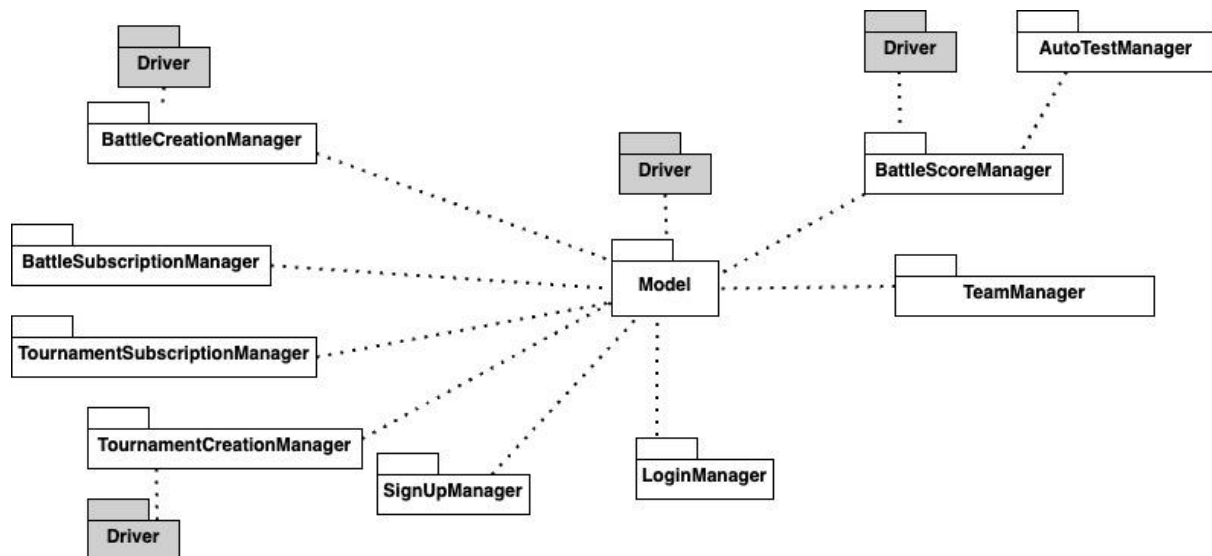 Driver
Driver
AutoTestManager
BattleCreationManager
Driver
BattleScoreManager
BattleSubscriptionManager
Model
TeamManager
TournamentSubscriptionManager
TournamentCreationManager
SignUpManager
LoginManager
Driver